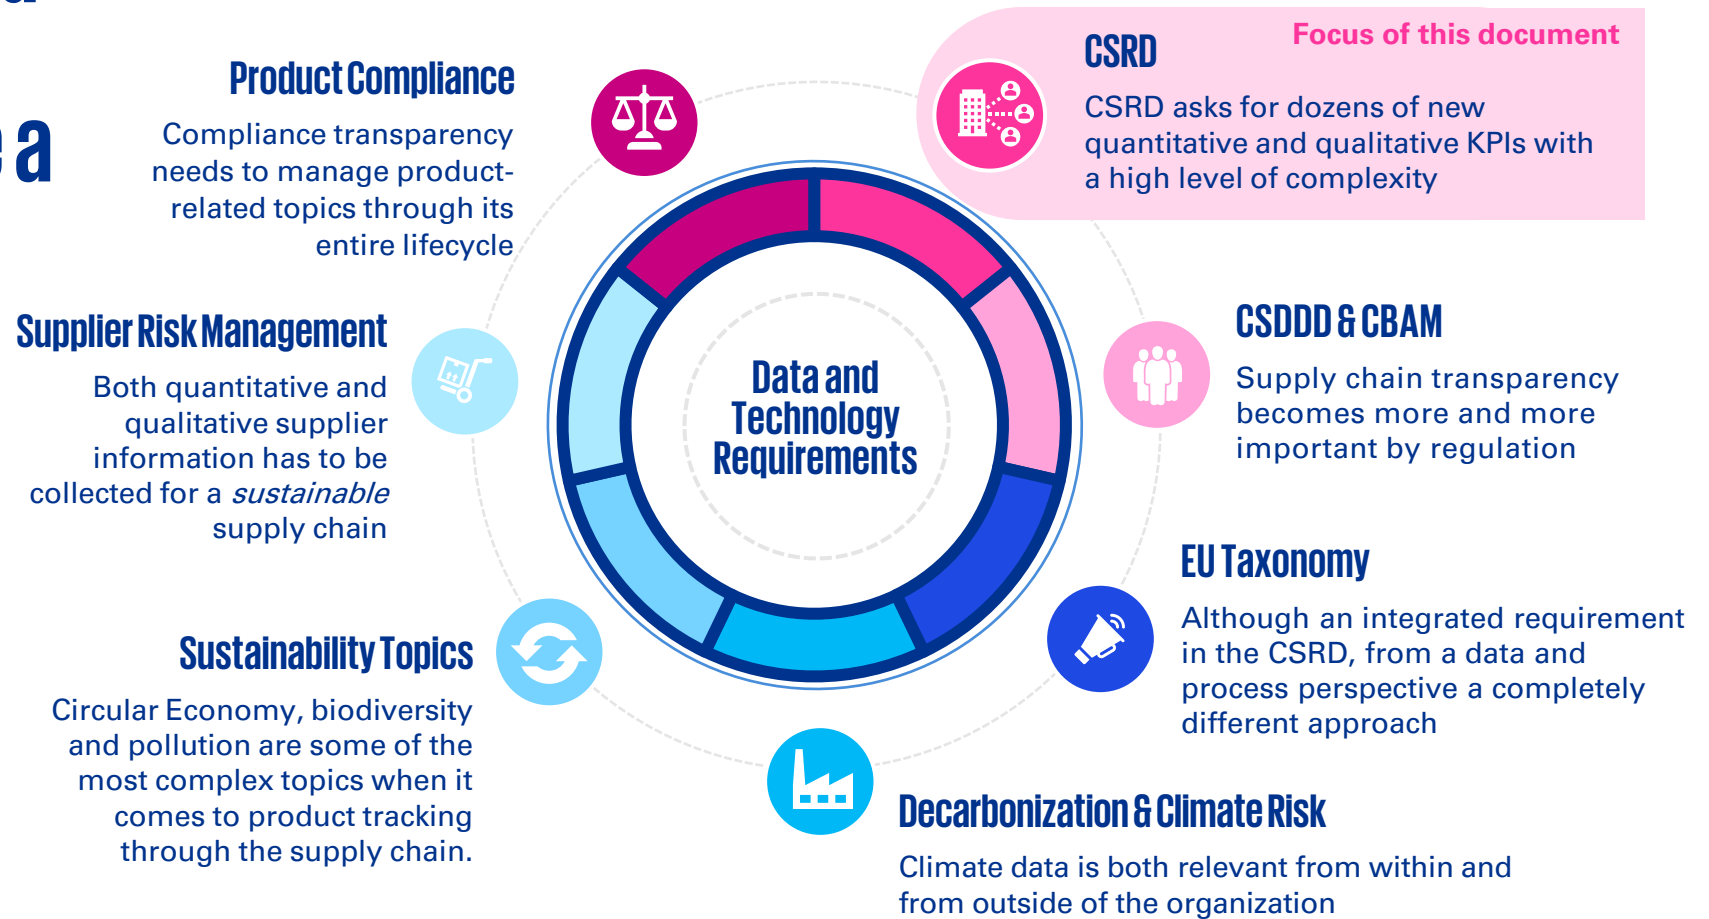 a
Product Compliance
Compliance transparency
needs to manage product-
related topics through its
entire lifecycle
Focus of this document
CSRD
CSRD asks for dozens of new
quantitative and qualitative KPIs with
a high level of complexity
Supplier Risk Management
Both quantitative and
qualitative supplier
information has to be
collected for a sustainable
supply chain
Data and
Technology
Requirements
CSDDD & CBAM
Supply chain transparency
becomes more and more
important by regulation
EU Taxonomy
Although an integrated requirement
in the CSRD, from a data and
process perspective a completely
different approach
Sustainability Topics
Circular Economy, biodiversity
and pollution are some of the
most complex topics when it
comes to product tracking
through the supply chain.
Decarbonization & Climate Risk
Climate data is both relevant from within and
from outside of the organization